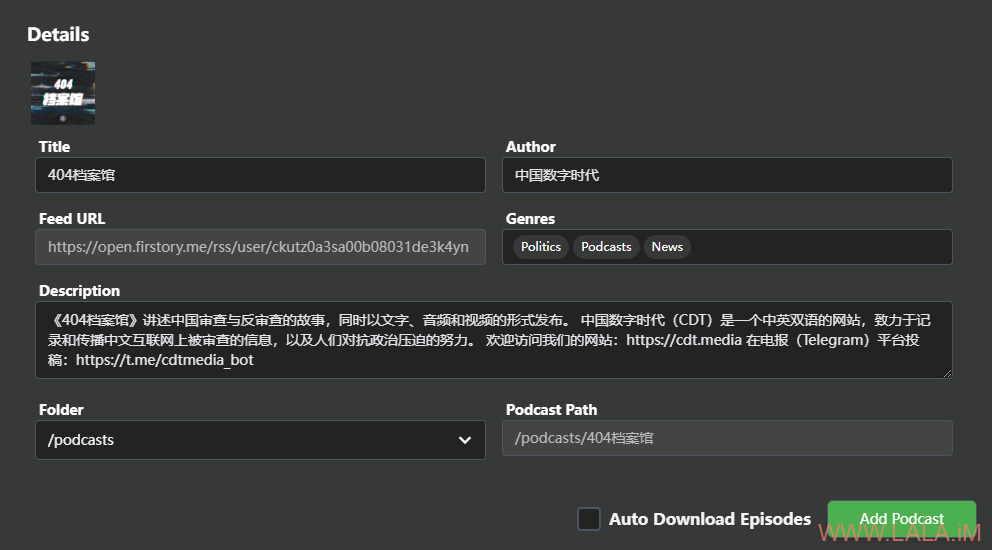 Details
404
档案馆
Title
Author
404档案馆
中国数字时代
Feed URL
Genres
https://open.firstory.me/rss/user/ckutz0a3sa00b08031de3k4yn
Politics Podcasts News
Description
《404档案馆》讲述中国审查与反审查的故事，同时以文字、音频和视频的形式发布。 中国数字时代（CDT）是一个中英双语的网站，致力于记
录和传播中文互联网上被审查的信息，以及人们对抗政治压迫的努力。 欢迎访问我们的网站：https://cdt.media 在电报（Telegram）平台投
稿：https://t.me/cdtmedia_bot
Folder
Podcast Path
/podcasts
/podcasts/404档案馆
Auto Download Episodes
Add Podcast
WWW.LALA.iM